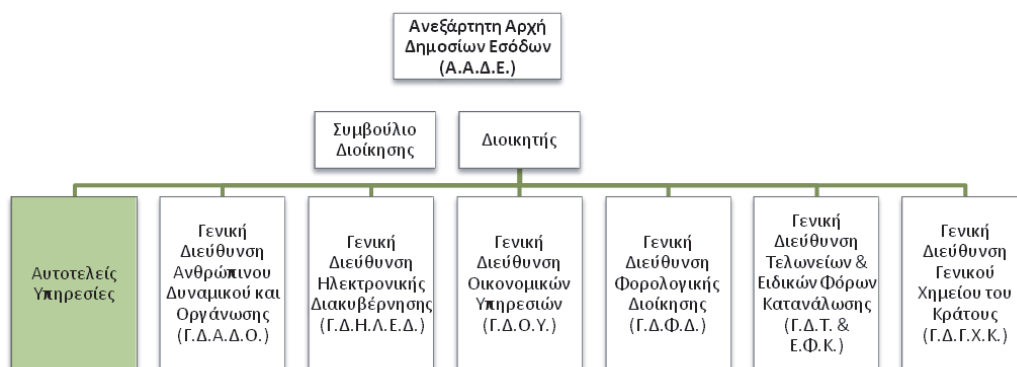 Ανεξάρτητη Αρχή
Δημοσίων Εσόδων
(Α.Α.Δ.Ε.)
Συμβούλιο
Διοίκησης
Διοικητής
Αυτοτελείς
Υπηρεσίες
Γενική
Διεύθυνση
Ανθρώπινου
Δυναμικού και
Οργάνωσης
(Γ.Δ.Α.Δ.Ο.)
Γενική
Διεύθυνση
Ηλεκτρονικής
Διακυβέρνησης
(Γ.Δ.Η.Λ.Ε.Δ.)
Γενική
Διεύθυνση
Οικονομικών
Υπηρεσιών
(Γ.Δ.Ο.Υ.)
Γενική
Διεύθυνση
Φορολογικής
Διοίκησης
(Γ.Δ.Φ.Δ.)
Γενική
Διεύθυνση
Τελωνείων &
Ειδικών Φόρων
Κατανάλωσης
(Γ.Δ.Τ. &
Ε.Φ.Κ.)
Γενική
Διεύθυνση
Γενικού
Χημείου του
Κράτους
(Γ.Δ.Γ.Χ.Κ.)